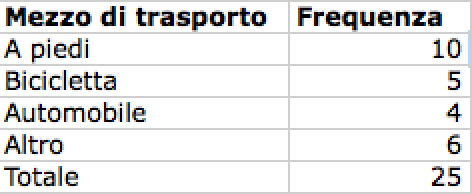 Mezzo di trasporto Frequenza
A piedi 10
Bicicletta 5
Automobile 4
Altro 6
Totale 25